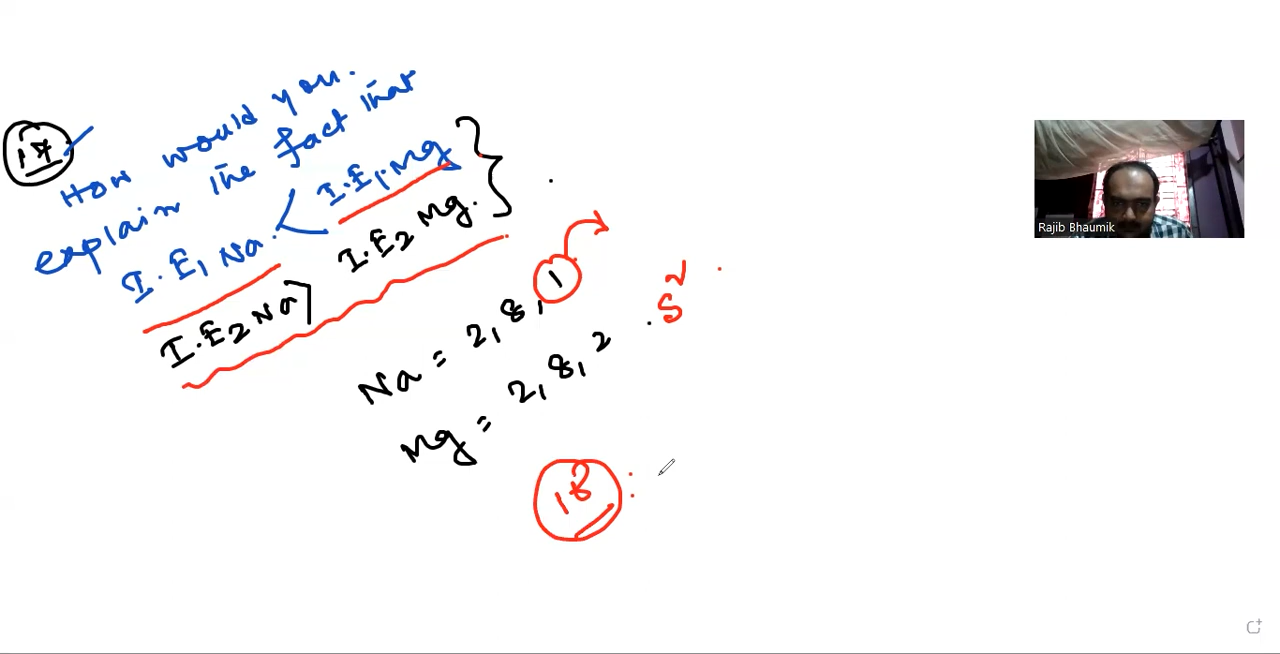 17
How would you.
explain the fact that
I.E1 Na. < I.E1.Mg
I.E2 Na) I.E2 Mg.
Na = 2, 8, 1
Mg = 2, 8, 2 . s²
18 :
Rajib Bhaumik